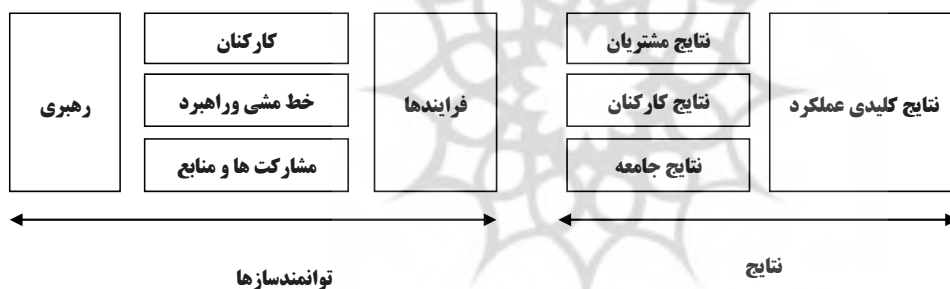 رهبری
کارکنان
خط مشی وراهبرد
مشارکت ها و منابع
فرایندها
نتایج مشتریان
نتایج کارکنان
نتایج جامعه
نتایج کلیدی عملکرد
توانمندسازها
نتایج